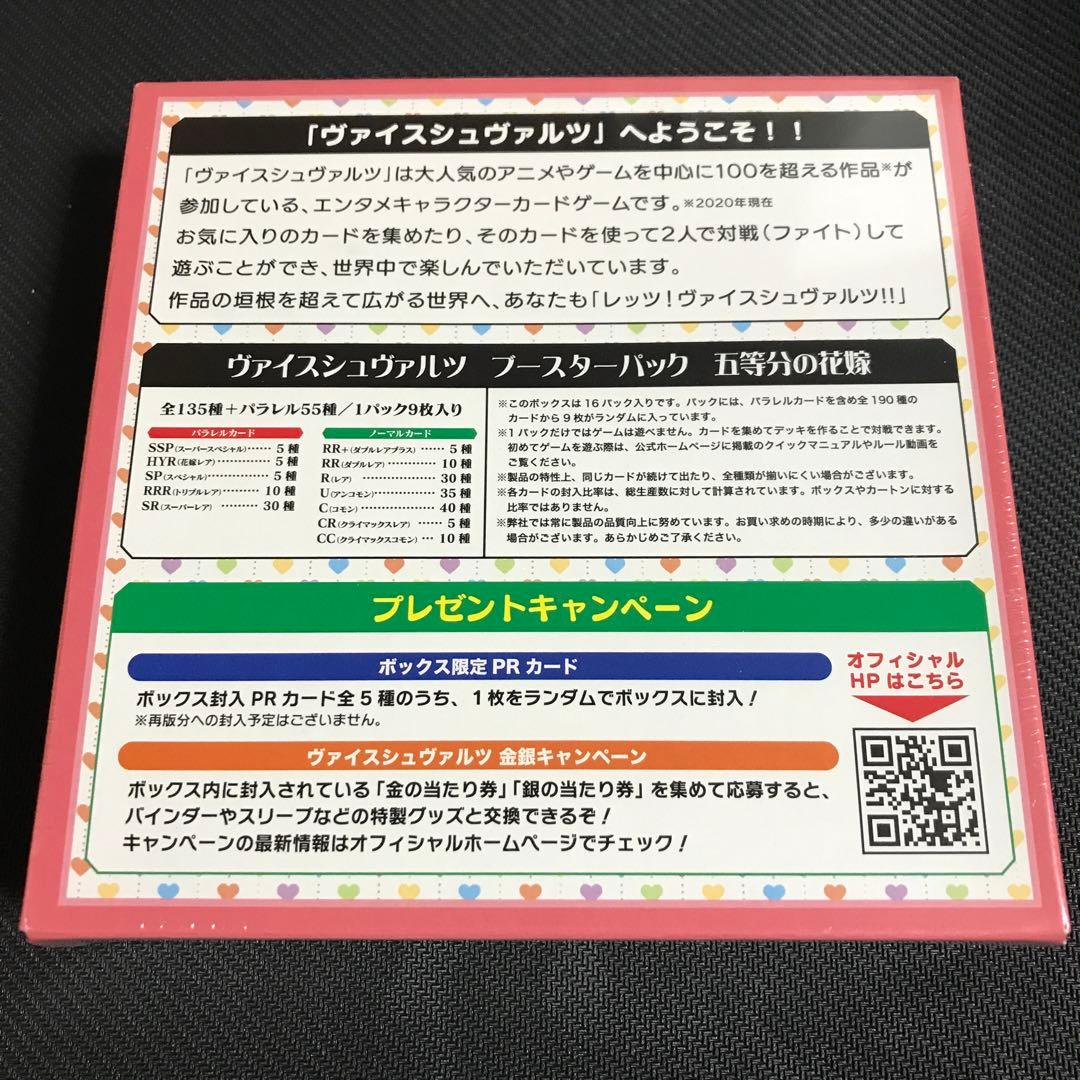 「ヴァイスシュヴァルツ」へようこそ！！
「ヴァイスシュヴァルツ」は大人気のアニメやゲームを中心に100を超える作品※が
参加している、エンタメキャラクターカードゲームです。※2020年現在
お気に入りのカードを集めたり、そのカードを使って2人で対戦（ファイト）して
遊ぶことができ、世界中で楽しんでいただいています。
作品の垣根を超えて広がる世界へ、あなたも「レッツ！ヴァイスシュヴァルツ!!」
ヴァイスシュヴァルツ ブースターパック 五等分の花嫁
全135種＋パラレル55種／1パック9枚入り
パラレルカード
SSP(スーパースペシャル)…… 5種
HYR(花嫁レア)………… 5種
SP(スペシャル)………… 5種
RRR(トリプルレア)……… 10種
SR(スーパーレア) ……… 30種
ノーマルカード
RR+(ダブルレアプラス)…… 5種
RR(ダブルレア)………… 10種
R(レア) ………………… 30種
U(アンコモン)………… 35種
C(コモン)……………… 40種
CR(クライマックスレア) …… 5種
CC(クライマックスコモン) … 10種
※このボックスは16パック入りです。パックには、パラレルカードを含め全190種の
カードから9枚がランダムに入っています。
※1パックだけではゲームは遊べません。カードを集めてデッキを作ることで対戦できます。
初めてゲームを遊ぶ際は、公式ホームページに掲載のクイックマニュアルやルール動画を
ご覧ください。
※製品の特性上、同じカードが続けて出たり、全種類が揃いにくい場合がございます。
※各カードの封入比率は、総生産数に対して計算されています。ボックスやカートンに対する
比率ではありません。
※弊社では常に製品の品質向上に努めています。お買い求めの時期により、多少の違いがある
場合がございます。あらかじめご了承ください。
プレゼントキャンペーン
ボックス限定PRカード
ボックス封入PRカード全5種のうち、1枚をランダムでボックスに封入！
※再版分への封入予定はございません。
ヴァイスシュヴァルツ 金銀キャンペーン
ボックス内に封入されている「金の当たり券」「銀の当たり券」を集めて応募すると、
バインダーやスリーブなどの特製グッズと交換できるぞ！
キャンペーンの最新情報はオフィシャルホームページでチェック！
オフィシャル
HPはこちら